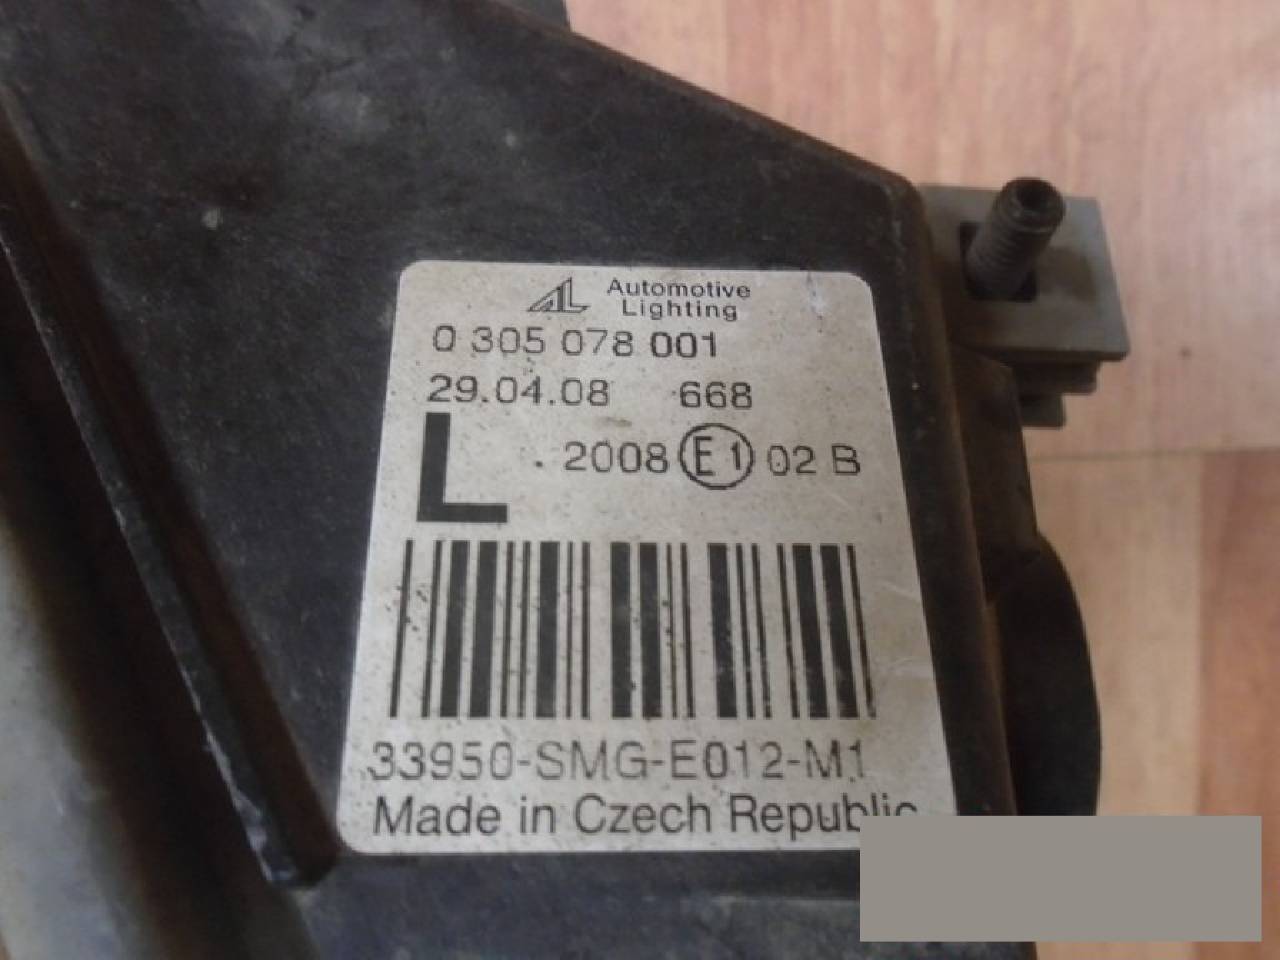 AL Automotive
Lighting
0 305 078 001
29.04.08 668
L . 2008 E1 02 B
33950-SMG-E012-M1
Made in Czech Republic